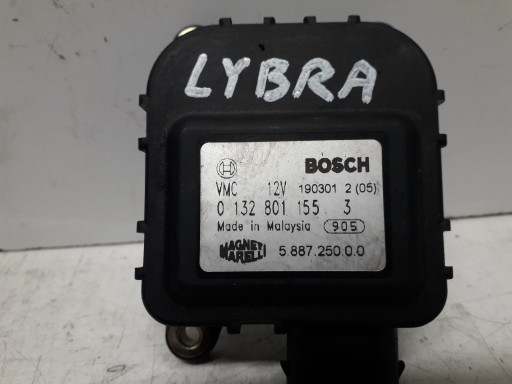 LYBRA
BOSCH
VMC 12V 190301 2 (05)
0 132 801 155 3
Made in Malaysia 905
MAGNETI MARELLI 5.887.250.0.0